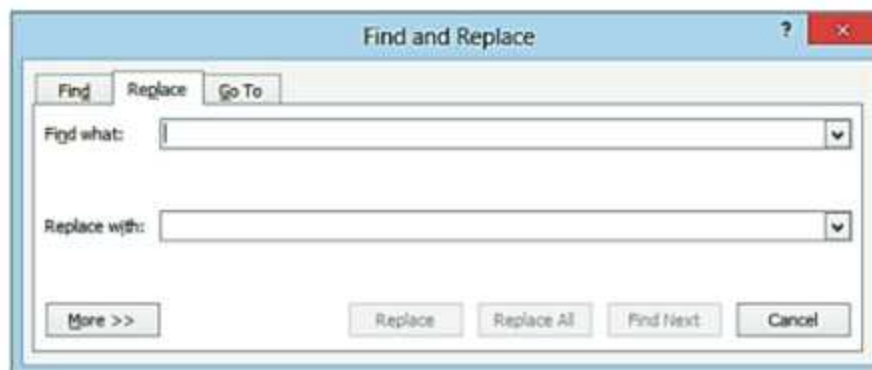 Find and Replace
? ×
Find Replace Go To
Find what:
Replace with:
More >> Replace Replace All Find Next Cancel